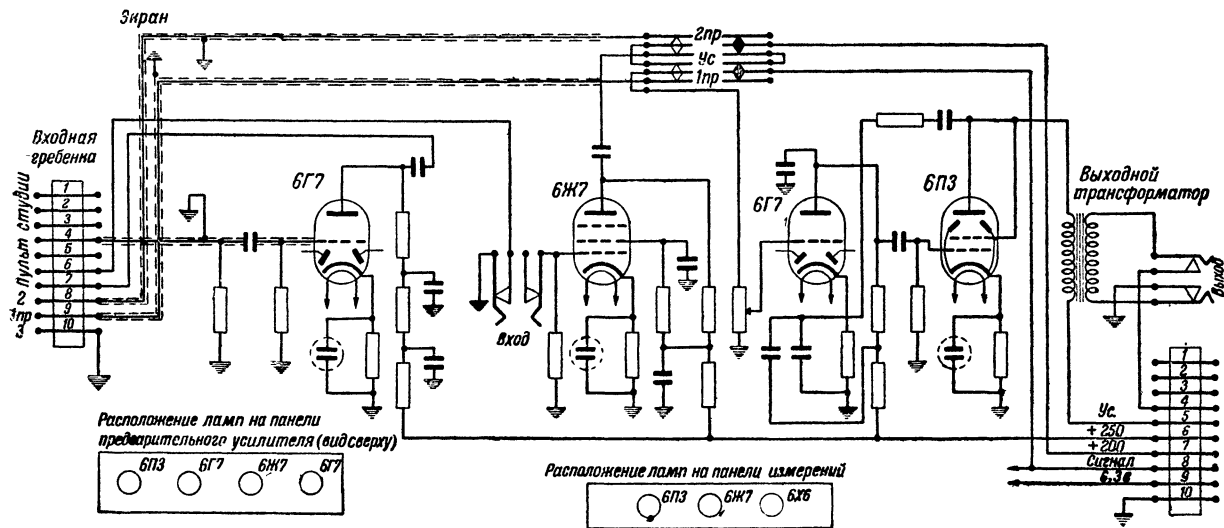 Экран
2пр
Ус
1пр
Входная
гребенка
Пульт студии
1
2
3
4
5
6
7
8
9
10
2
1пр
3
6Г7
6Ж7
6Г7
6П3
Вход
Выходной
трансформатор
Выход
1
2
3
4
5
6
7
8
9
10
Ус.
+250
+200
Сигнал
6,3в
Расположение ламп на панели
предварительного усилителя (вид сверху)
6П3 6Г7 6Ж7 6Г7
Расположение ламп на панели измерений
6П3 6Ж7 6Х6